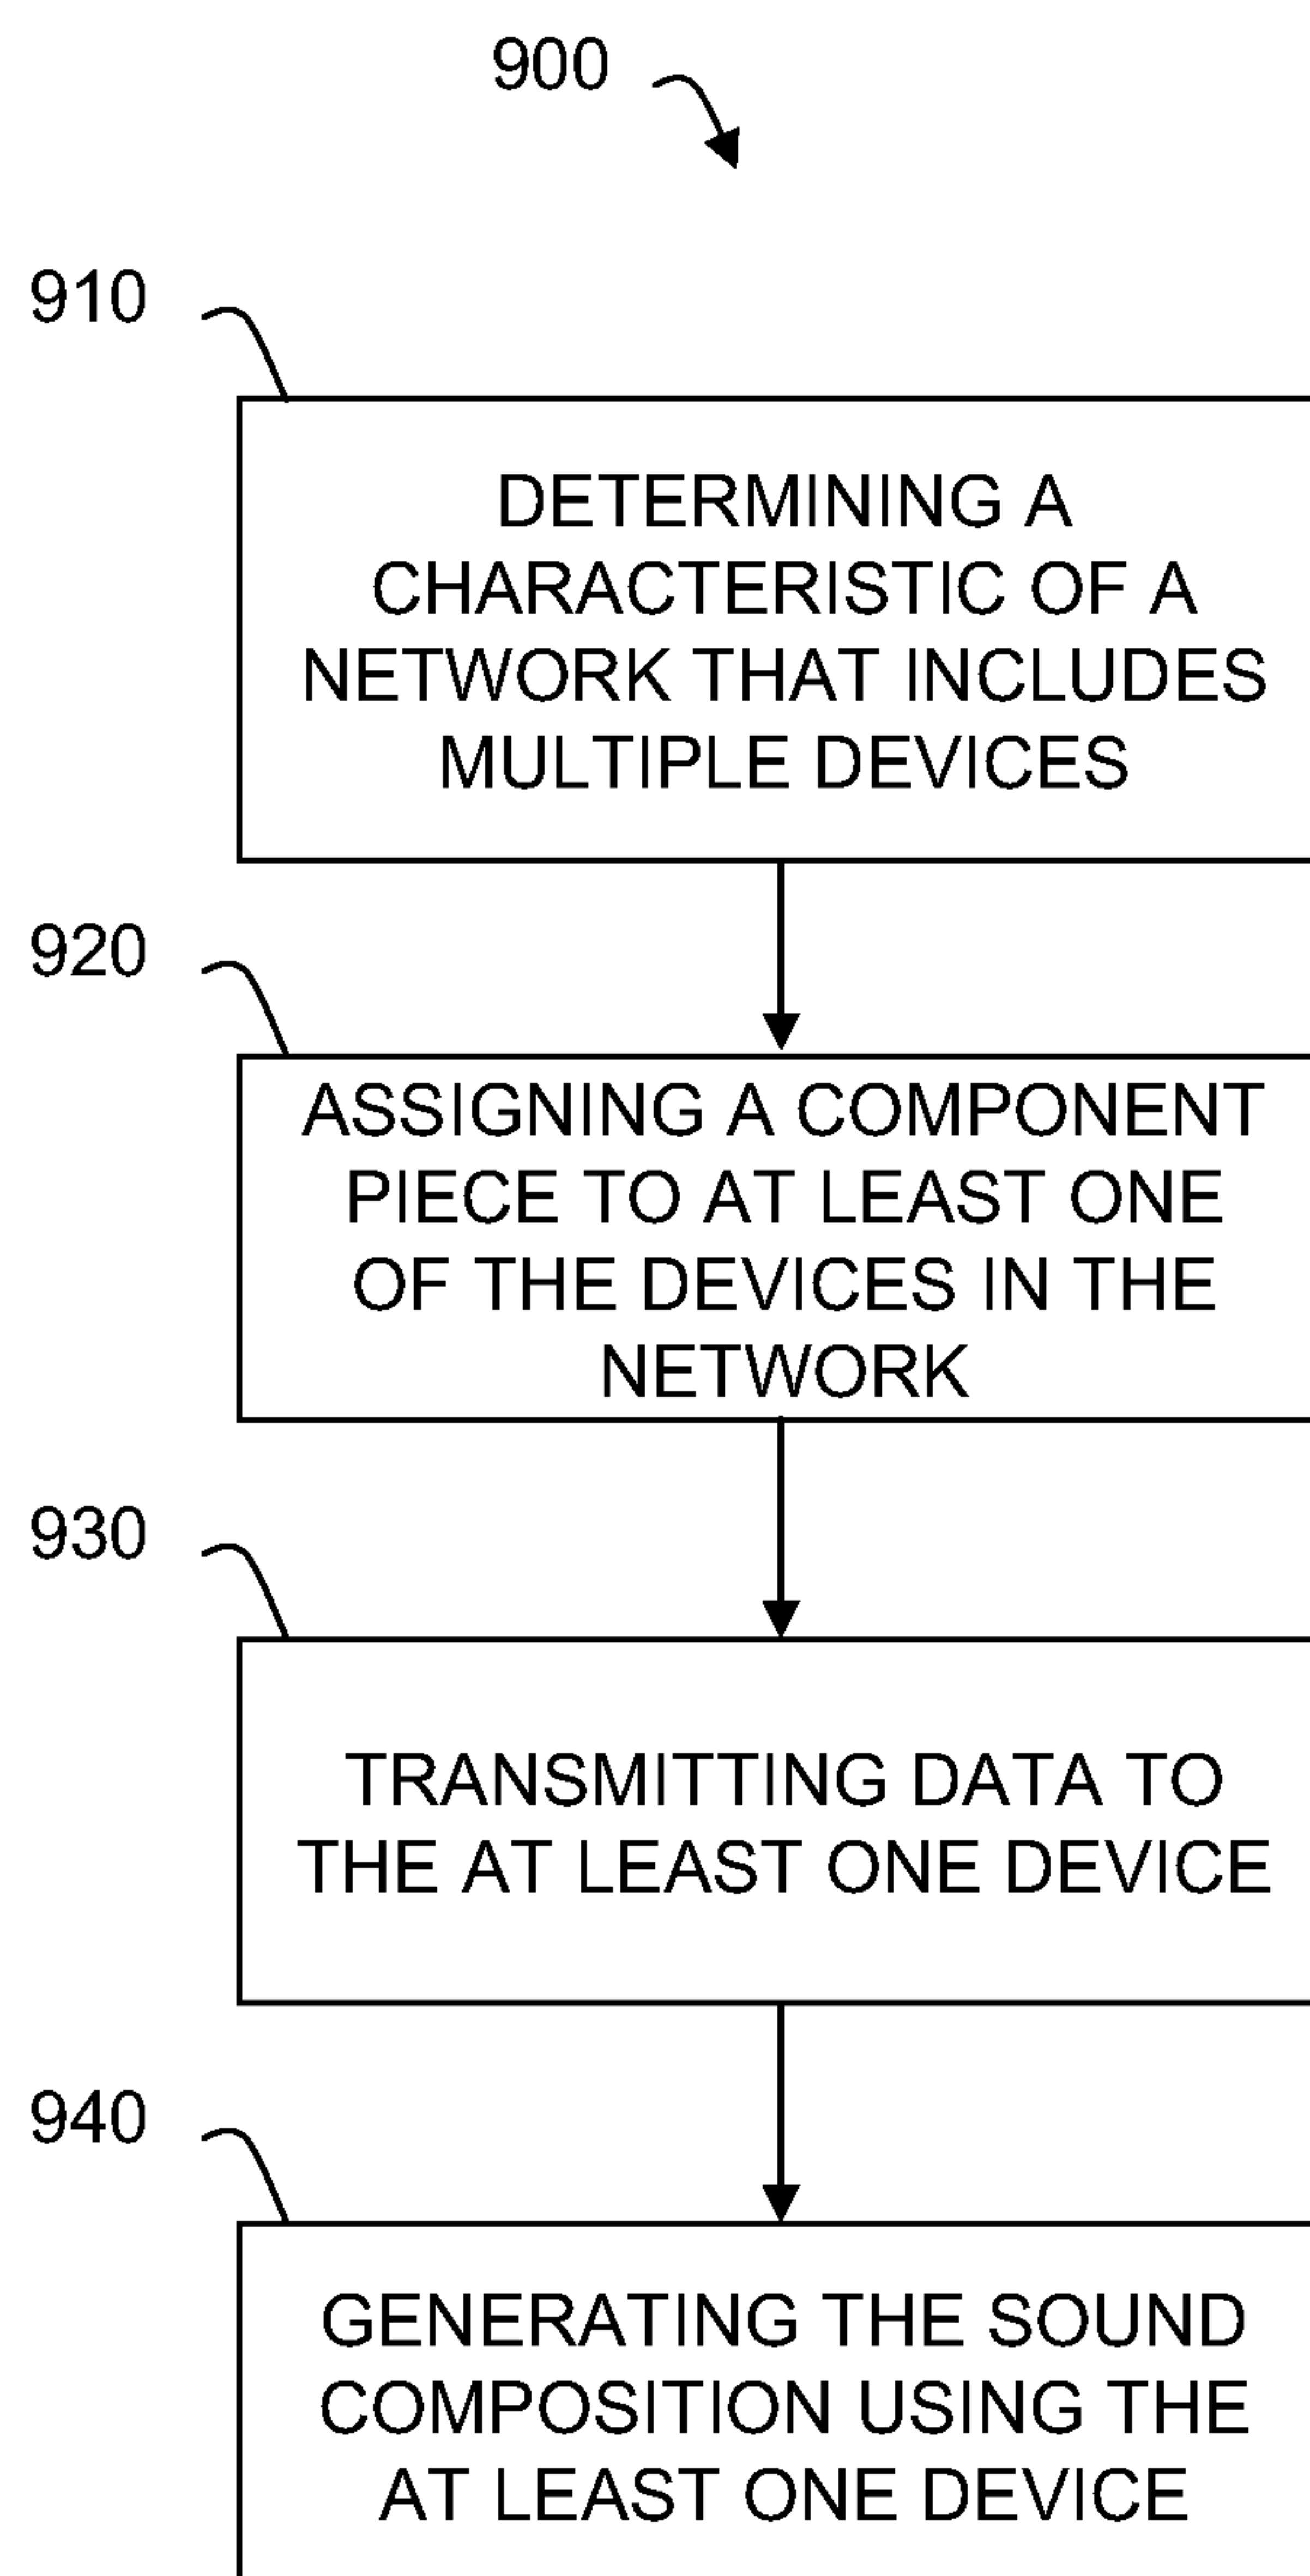 900
910
DETERMINING A
CHARACTERISTIC OF A
NETWORK THAT INCLUDES
MULTIPLE DEVICES
920
ASSIGNING A COMPONENT
PIECE TO AT LEAST ONE
OF THE DEVICES IN THE
NETWORK
930
TRANSMITTING DATA TO
THE AT LEAST ONE DEVICE
940
GENERATING THE SOUND
COMPOSITION USING THE
AT LEAST ONE DEVICE